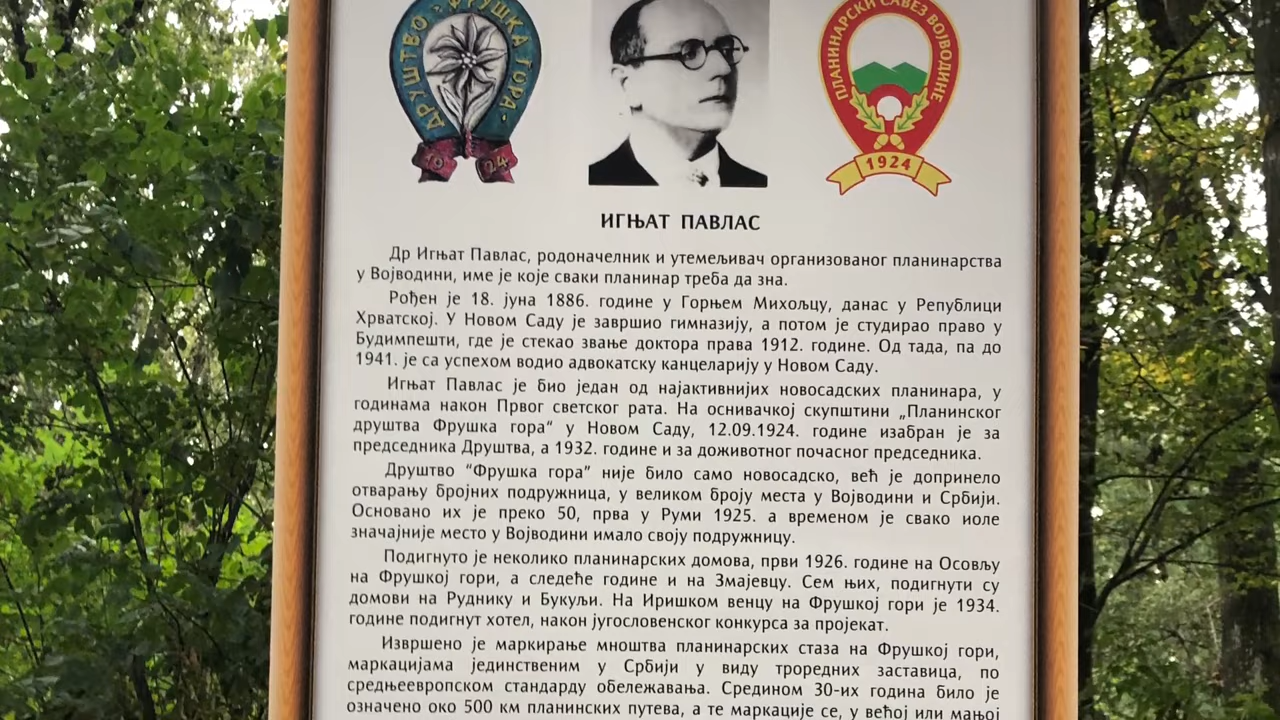 ДРУШТВО · ФРУШКА ГОРА ·
1924
ПЛАНИНАРСКИ САВЕЗ ВОЈВОДИНЕ
1924
ИГЊАТ ПАВЛАС
Др Игњат Павлас, родоначелник и утемељивач организованог планинарства
у Војводини, име је које сваки планинар треба да зна.
Рођен је 18. јуна 1886. године у Горњем Михољцу, данас у Републици
Хрватској. У Новом Саду је завршио гимназију, а потом је студирао право у
Будимпешти, где је стекао звање доктора права 1912. године. Од тада, па до
1941. је са успехом водио адвокатску канцеларију у Новом Саду.
Игњат Павлас је био један од најактивнијих новосадских планинара, у
годинама након Првог светског рата. На оснивачкој скупштини „Планинског
друштва Фрушка гора“ у Новом Саду, 12.09.1924. године изабран је за
председника Друштва, а 1932. године и за доживотног почасног председника.
Друштво “Фрушка гора” није било само новосадско, већ је допринело
отварању бројних подружница, у великом броју места у Војводини и Србији.
Основано их је преко 50, прва у Руми 1925. а временом је свако иоле
значајније место у Војводини имало своју подружницу.
Подигнуто је неколико планинарских домова, први 1926. године на Осовљу
на Фрушкој гори, а следеће године и на Змајевцу. Сем њих, подигнути су
домови на Руднику и Букуљи. На Иришком венцу на Фрушкој гори је 1934.
године подигнут хотел, након југословенског конкурса за пројекат.
Извршено је маркирање мноштва планинарских стаза на Фрушкој гори,
маркацијама јединственим у Србији у виду троредних заставица, по
средњеевропском стандарду обележавања. Средином 30-их година било је
означено око 500 км планинских путева, а те маркације се, у већој или мањој